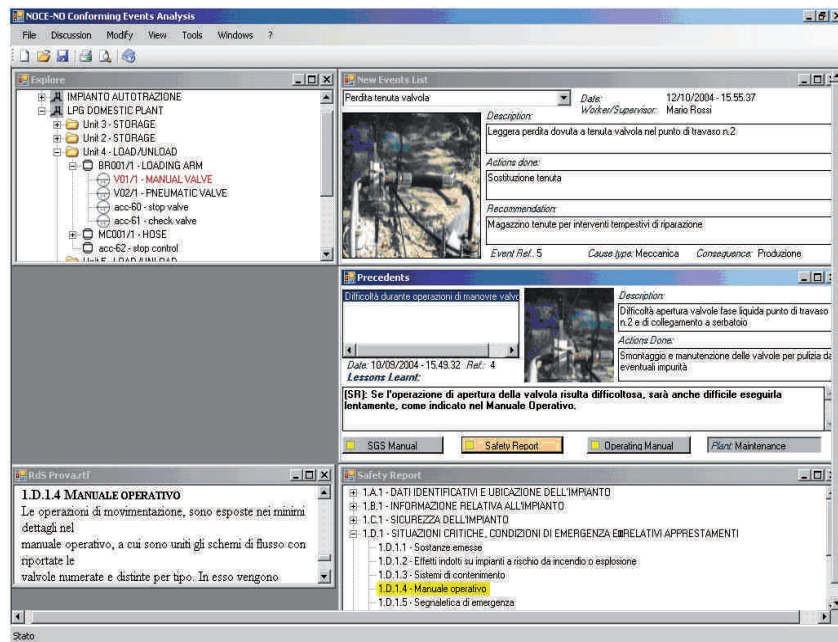 NOCE-NO Conforming Events Analysis
File Discussion Modify View Tools Windows ?
Explore
IMPIANTO AUTOTRAZIONE
LPG DOMESTIC PLANT
Unit 3 - STORAGE
Unit 2 - STORAGE
Unit 4 - LOAD/UNLOAD
BR001/1 - LOADING ARM
V01/1 - MANUAL VALVE
V02/1 - PNEUMATIC VALVE
acc-60 - stop valve
acc-61 - check valve
MC001/1 - HOSE
acc-62 - stop control
Unit 5 - LOAD/UNLOAD
New Events List
Perdita tenuta valvola
Date: 12/10/2004 - 15.55.37
Worker/Supervisor: Mario Rossi
Description:
Leggera perdita dovuta a tenuta valvola nel punto di travaso n.2
Actions done:
Sostituzione tenuta
Recommendation:
Magazzino tenute per interventi tempestivi di riparazione
Event Ref.: 5 Cause type: Meccanica Consequence: Produzione
Precedents
Difficoltà durante operazioni di manovre valvo
Date: 10/09/2004 - 15.49.32 Ref.: 4
Description:
Difficoltà apertura valvole fase liquida punto di travaso
n.2 e di collegamento a serbatoio
Actions Done:
Smontaggio e manutenzione delle valvole per pulizia da
eventuali impurità
Lessons Learnt:
(SR): Se l'operazione di apertura della valvola risulta difficoltosa, sarà anche difficile eseguirla
lentamente, come indicato nel Manuale Operativo.
SGS Manual Safety Report Operating Manual Plant: Maintenance
RdS Prova.rtf
1.D.1.4 MANUALE OPERATIVO
Le operazioni di movimentazione, sono esposte nei minimi
dettagli nel
manuale operativo, a cui sono uniti gli schemi di flusso con
riportate le
valvole numerate e distinte per tipo. In esso vengono
Safety Report
1.A.1 - DATI IDENTIFICATIVI E UBICAZIONE DELL'IMPIANTO
1.B.1 - INFORMAZIONE RELATIVA ALL'IMPIANTO
1.C.1 - SICUREZZA DELL'IMPIANTO
1.D.1 - SITUAZIONI CRITICHE, CONDIZIONI DI EMERGENZA E RELATIVI APPRESTAMENTI
1.D.1.1 - Sostanze emesse
1.D.1.2 - Effetti indotti su impianti a rischio da incendio o esplosione
1.D.1.3 - Sistemi di contenimento
1.D.1.4 - Manuale operativo
1.D.1.5 - Segnaletica di emergenza
Stato